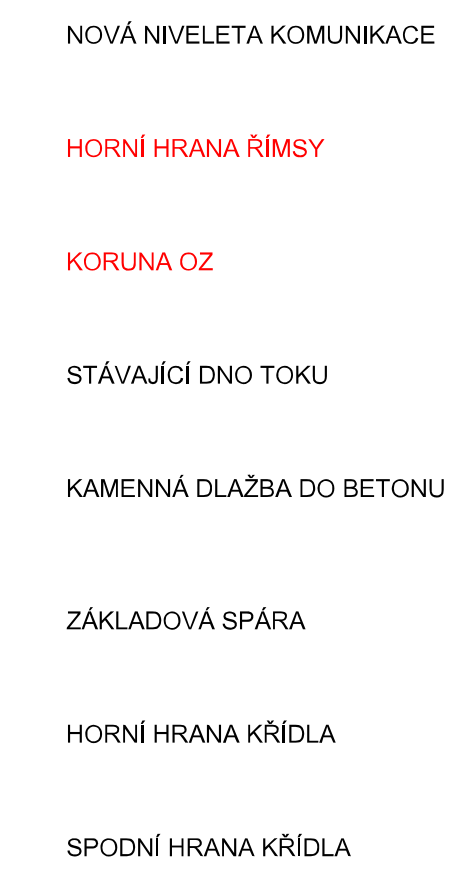 NOVÁ NIVELETA KOMUNIKACE
HORNÍ HRANA ŘÍMSY
KORUNA OZ
STÁVAJÍCÍ DNO TOKU
KAMENNÁ DLAŽBA DO BETONU
ZÁKLADOVÁ SPÁRA
HORNÍ HRANA KŘÍDLA
SPODNÍ HRANA KŘÍDLA